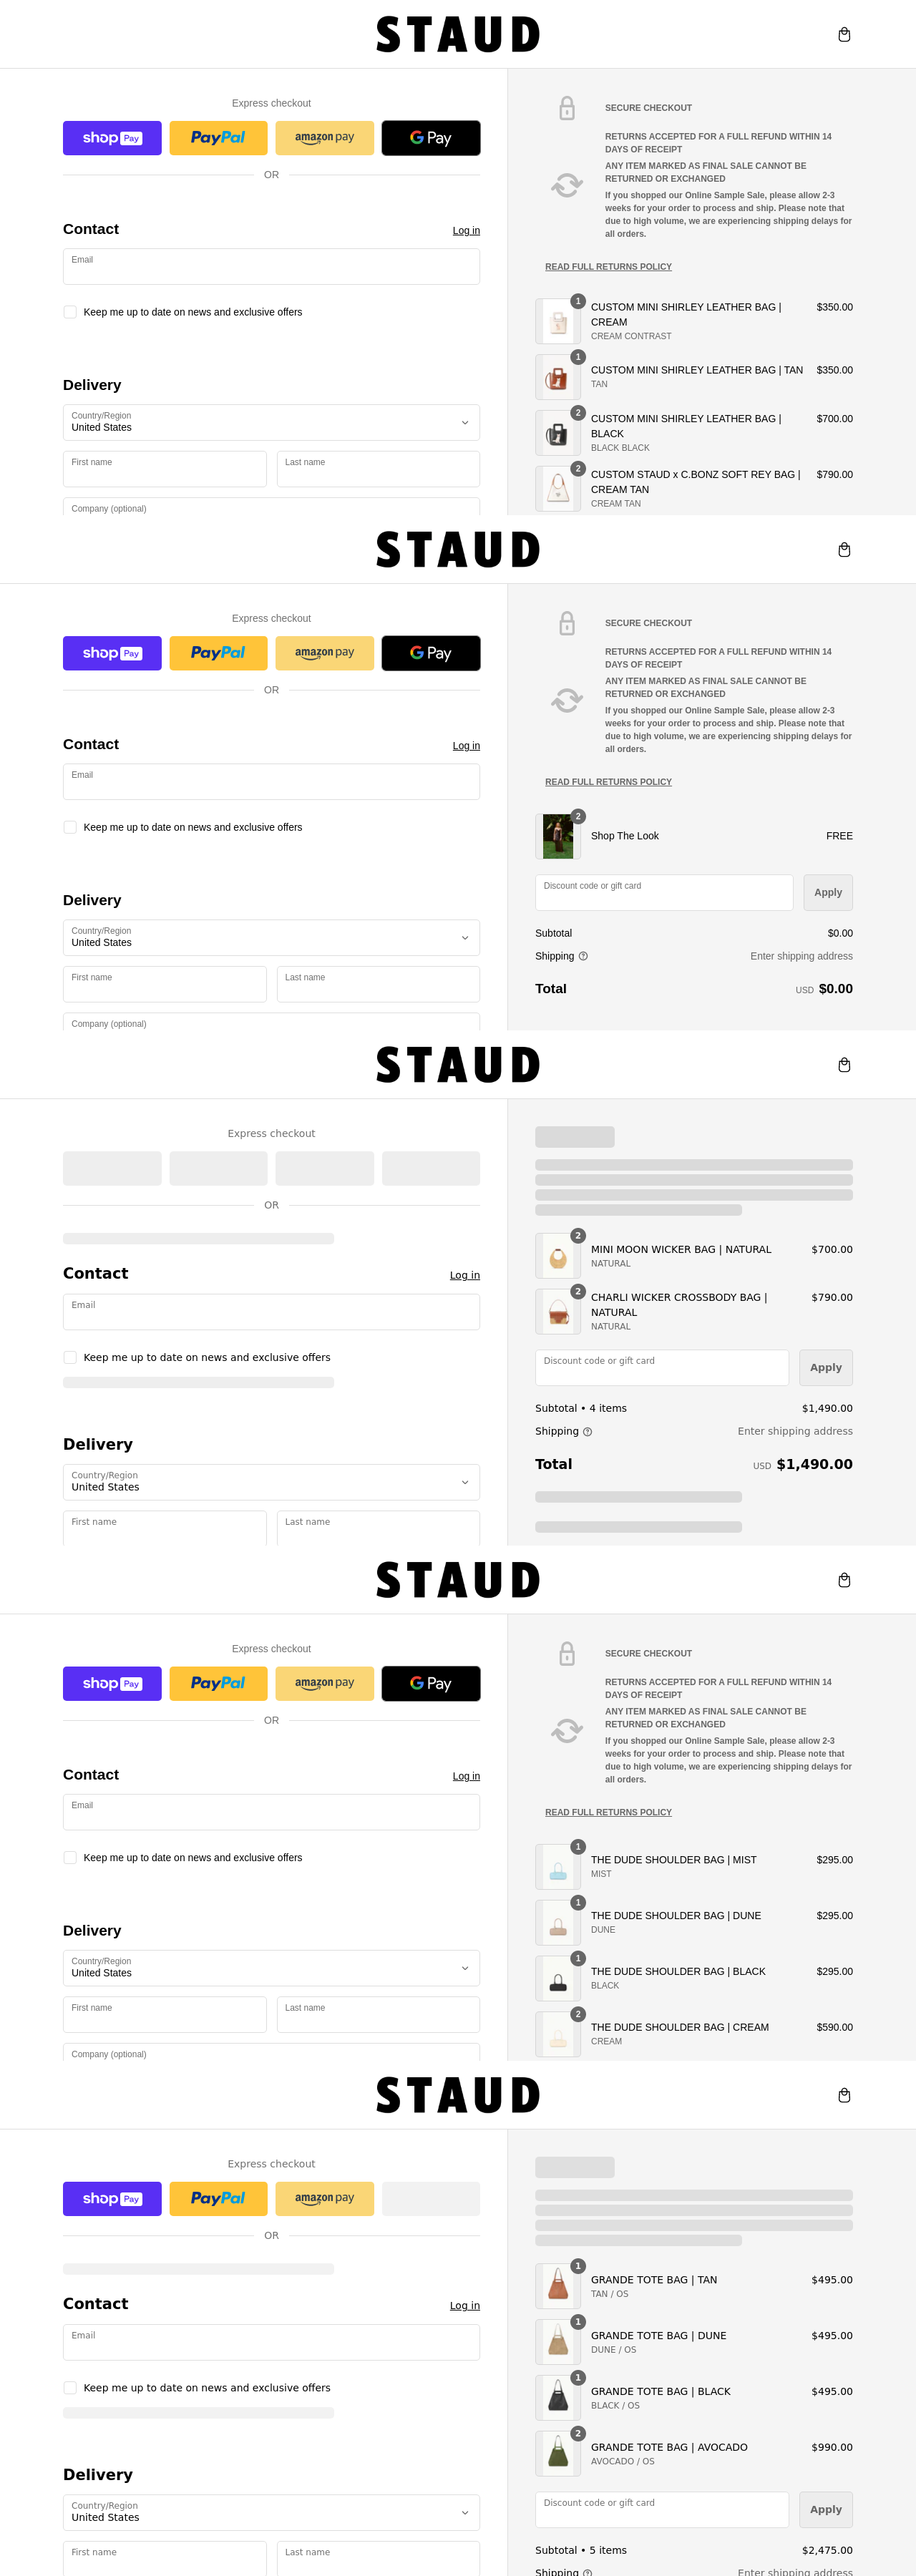 STAUD
Express checkout
shop Pay
PayPal
amazon pay
G Pay
OR
Contact
Log in
Email
Keep me up to date on news and exclusive offers
Delivery
Country/Region
United States
First name
Last name
Company (optional)
SECURE CHECKOUT
RETURNS ACCEPTED FOR A FULL REFUND WITHIN 14
DAYS OF RECEIPT
ANY ITEM MARKED AS FINAL SALE CANNOT BE
RETURNED OR EXCHANGED
If you shopped our Online Sample Sale, please allow 2-3
weeks for your order to process and ship. Please note that
due to high volume, we are experiencing shipping delays for
all orders.
READ FULL RETURNS POLICY
1
CUSTOM MINI SHIRLEY LEATHER BAG | $350.00
CREAM
CREAM CONTRAST
1
CUSTOM MINI SHIRLEY LEATHER BAG | TAN $350.00
TAN
2
CUSTOM MINI SHIRLEY LEATHER BAG | $700.00
BLACK
BLACK BLACK
2
CUSTOM STAUD x C.BONZ SOFT REY BAG | $790.00
CREAM TAN
CREAM TAN
STAUD
Express checkout
shop Pay
PayPal
amazon pay
G Pay
OR
Contact
Log in
Email
Keep me up to date on news and exclusive offers
Delivery
Country/Region
United States
First name
Last name
Company (optional)
SECURE CHECKOUT
RETURNS ACCEPTED FOR A FULL REFUND WITHIN 14
DAYS OF RECEIPT
ANY ITEM MARKED AS FINAL SALE CANNOT BE
RETURNED OR EXCHANGED
If you shopped our Online Sample Sale, please allow 2-3
weeks for your order to process and ship. Please note that
due to high volume, we are experiencing shipping delays for
all orders.
READ FULL RETURNS POLICY
2
Shop The Look FREE
Discount code or gift card
Apply
Subtotal $0.00
Shipping Enter shipping address
Total USD $0.00
STAUD
Express checkout
OR
Contact
Log in
Email
Keep me up to date on news and exclusive offers
Delivery
Country/Region
United States
First name
Last name
2
MINI MOON WICKER BAG | NATURAL $700.00
NATURAL
2
CHARLI WICKER CROSSBODY BAG | $790.00
NATURAL
NATURAL
Discount code or gift card
Apply
Subtotal • 4 items $1,490.00
Shipping Enter shipping address
Total USD $1,490.00
STAUD
Express checkout
shop Pay
PayPal
amazon pay
G Pay
OR
Contact
Log in
Email
Keep me up to date on news and exclusive offers
Delivery
Country/Region
United States
First name
Last name
Company (optional)
SECURE CHECKOUT
RETURNS ACCEPTED FOR A FULL REFUND WITHIN 14
DAYS OF RECEIPT
ANY ITEM MARKED AS FINAL SALE CANNOT BE
RETURNED OR EXCHANGED
If you shopped our Online Sample Sale, please allow 2-3
weeks for your order to process and ship. Please note that
due to high volume, we are experiencing shipping delays for
all orders.
READ FULL RETURNS POLICY
1
THE DUDE SHOULDER BAG | MIST $295.00
MIST
1
THE DUDE SHOULDER BAG | DUNE $295.00
DUNE
1
THE DUDE SHOULDER BAG | BLACK $295.00
BLACK
2
THE DUDE SHOULDER BAG | CREAM $590.00
CREAM
STAUD
Express checkout
shop Pay
PayPal
amazon pay
OR
Contact
Log in
Email
Keep me up to date on news and exclusive offers
Delivery
Country/Region
United States
First name
Last name
1
GRANDE TOTE BAG | TAN $495.00
TAN / OS
1
GRANDE TOTE BAG | DUNE $495.00
DUNE / OS
1
GRANDE TOTE BAG | BLACK $495.00
BLACK / OS
2
GRANDE TOTE BAG | AVOCADO $990.00
AVOCADO / OS
Discount code or gift card
Apply
Subtotal • 5 items $2,475.00
Shipping Enter shipping address